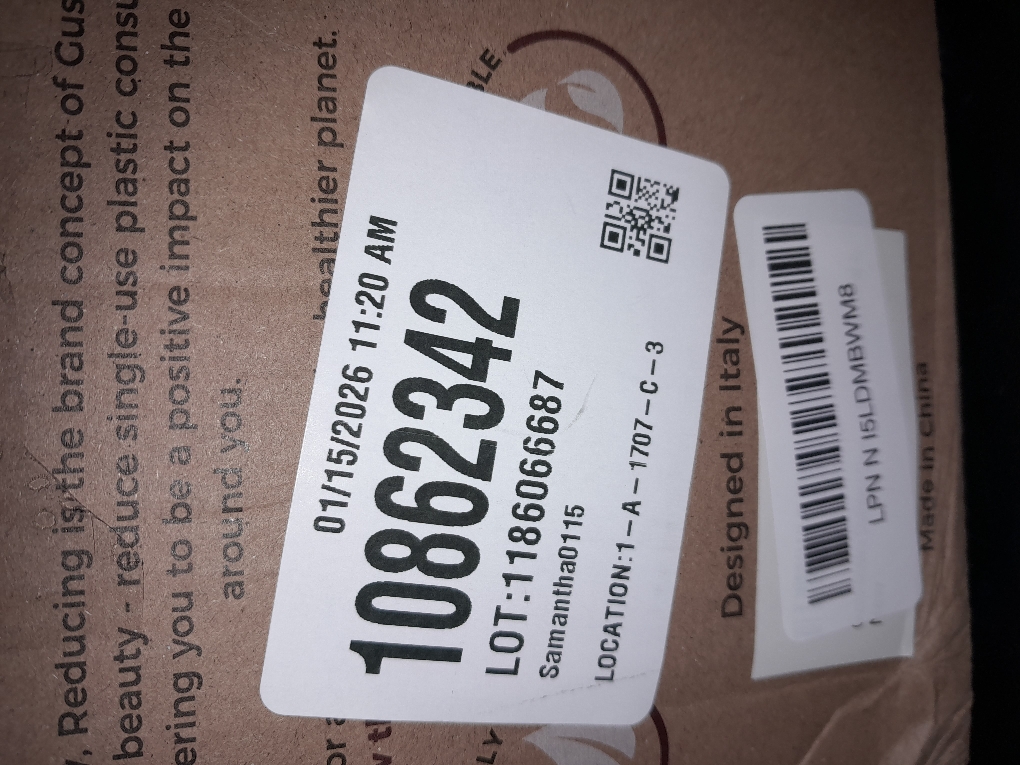 , Reducing is the brand concept of Gus
beauty - reduce single-use plastic consu
ering you to be a positive impact on the
around you.
healthier planet.
01/15/2026 11:20 AM
10862342
LOT:1186066687
Samantha0115
LOCATION:1-A-1707-C-3
Designed in Italy
LPN N I5LDMBWM8
Made in China